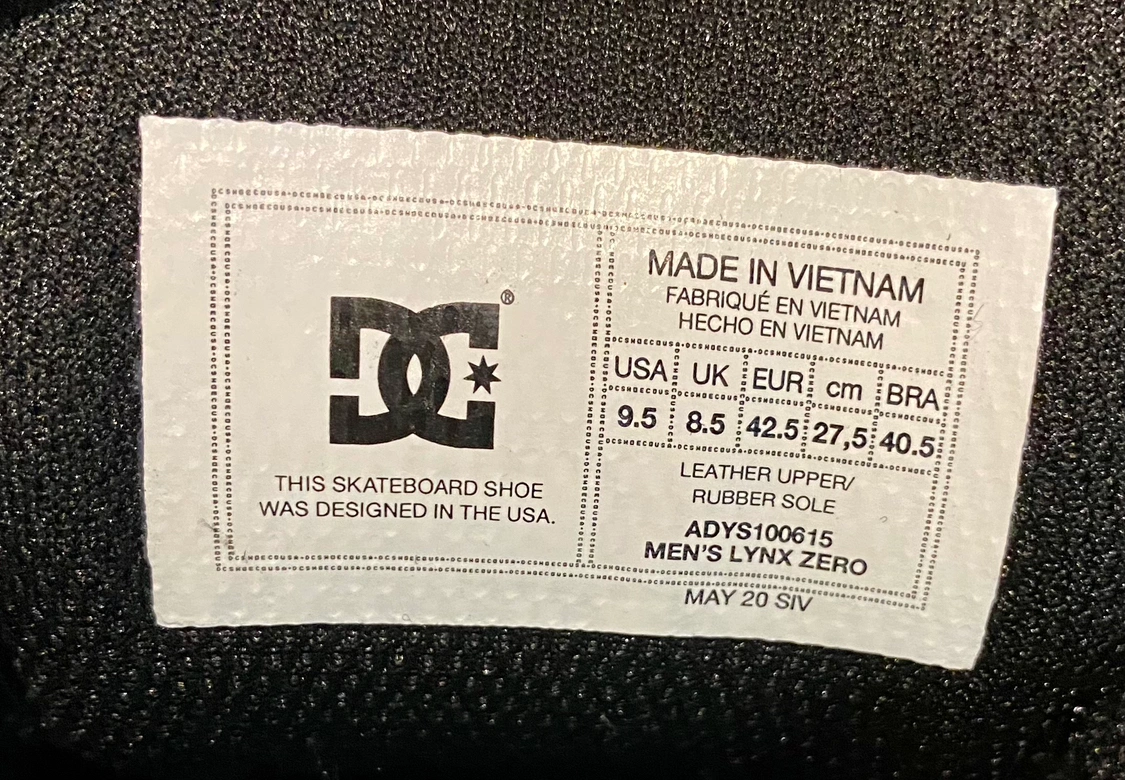 DC®
THIS SKATEBOARD SHOE
WAS DESIGNED IN THE USA.
MADE IN VIETNAM
FABRIQUÉ EN VIETNAM
HECHO EN VIETNAM
USA UK EUR cm BRA
9.5 8.5 42.5 27,5 40.5
LEATHER UPPER/
RUBBER SOLE
ADYS100615
MEN'S LYNX ZERO
MAY 20 SIV